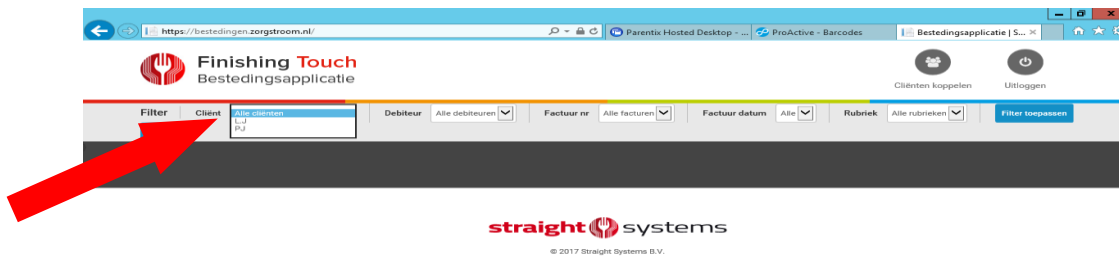 https://bestedingen.zorgstroom.nl/
Parentix Hosted Desktop - ...
ProActive - Barcodes
Bestedingsapplicatie | S...
Finishing Touch
Bestedingsapplicatie
Cliënten koppelen
Uitloggen
Filter
Cliënt
Alle cliënten
L.J
P.J
Debiteur
Alle debiteuren
Factuur nr
Alle facturen
Factuur datum
Alle
Rubriek
Alle rubrieken
Filter toepassen
straight systems
© 2017 Straight Systems B.V.